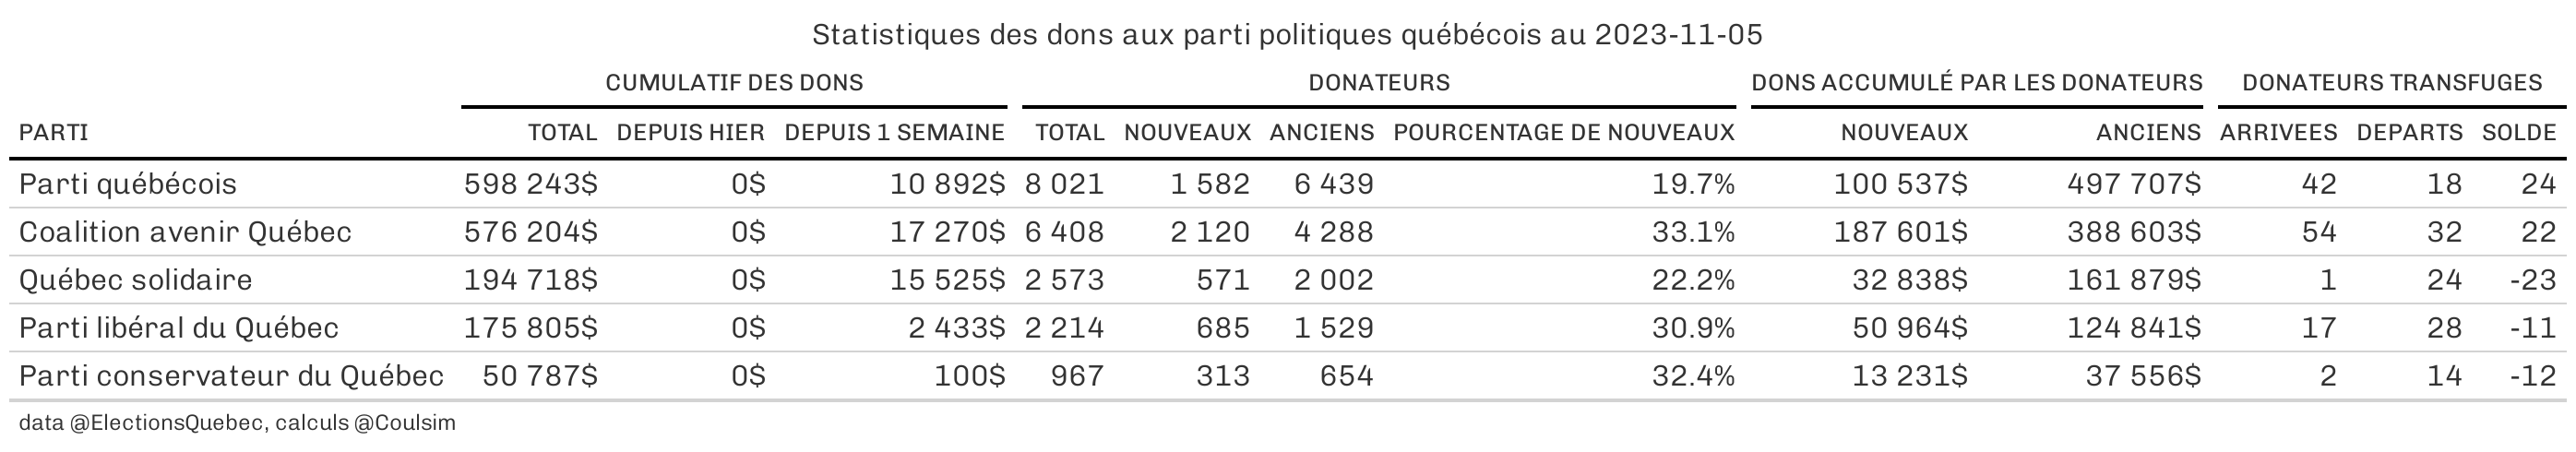 Statistiques des dons aux parti politiques québécois au 2023-11-05
CUMULATIF DES DONS DONATEURS DONS ACCUMULÉ PAR LES DONATEURS DONATEURS TRANSFUGES
PARTI TOTAL DEPUIS HIER DEPUIS 1 SEMAINE TOTAL NOUVEAUX ANCIENS POURCENTAGE DE NOUVEAUX NOUVEAUX ANCIENS ARRIVEES DEPARTS SOLDE
Parti québécois 598 243$ 0$ 10 892$ 8 021 1 582 6 439 19.7% 100 537$ 497 707$ 42 18 24
Coalition avenir Québec 576 204$ 0$ 17 270$ 6 408 2 120 4 288 33.1% 187 601$ 388 603$ 54 32 22
Québec solidaire 194 718$ 0$ 15 525$ 2 573 571 2 002 22.2% 32 838$ 161 879$ 1 24 -23
Parti libéral du Québec 175 805$ 0$ 2 433$ 2 214 685 1 529 30.9% 50 964$ 124 841$ 17 28 -11
Parti conservateur du Québec 50 787$ 0$ 100$ 967 313 654 32.4% 13 231$ 37 556$ 2 14 -12
data @ElectionsQuebec, calculs @Coulsim